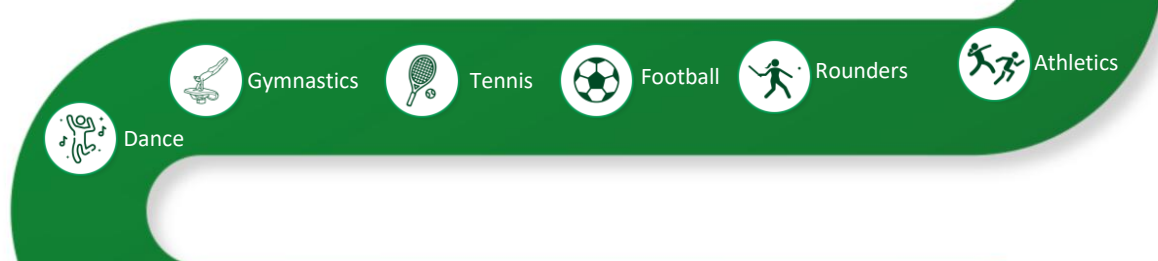 Dance
Gymnastics
Tennis
Football
Rounders
Athletics